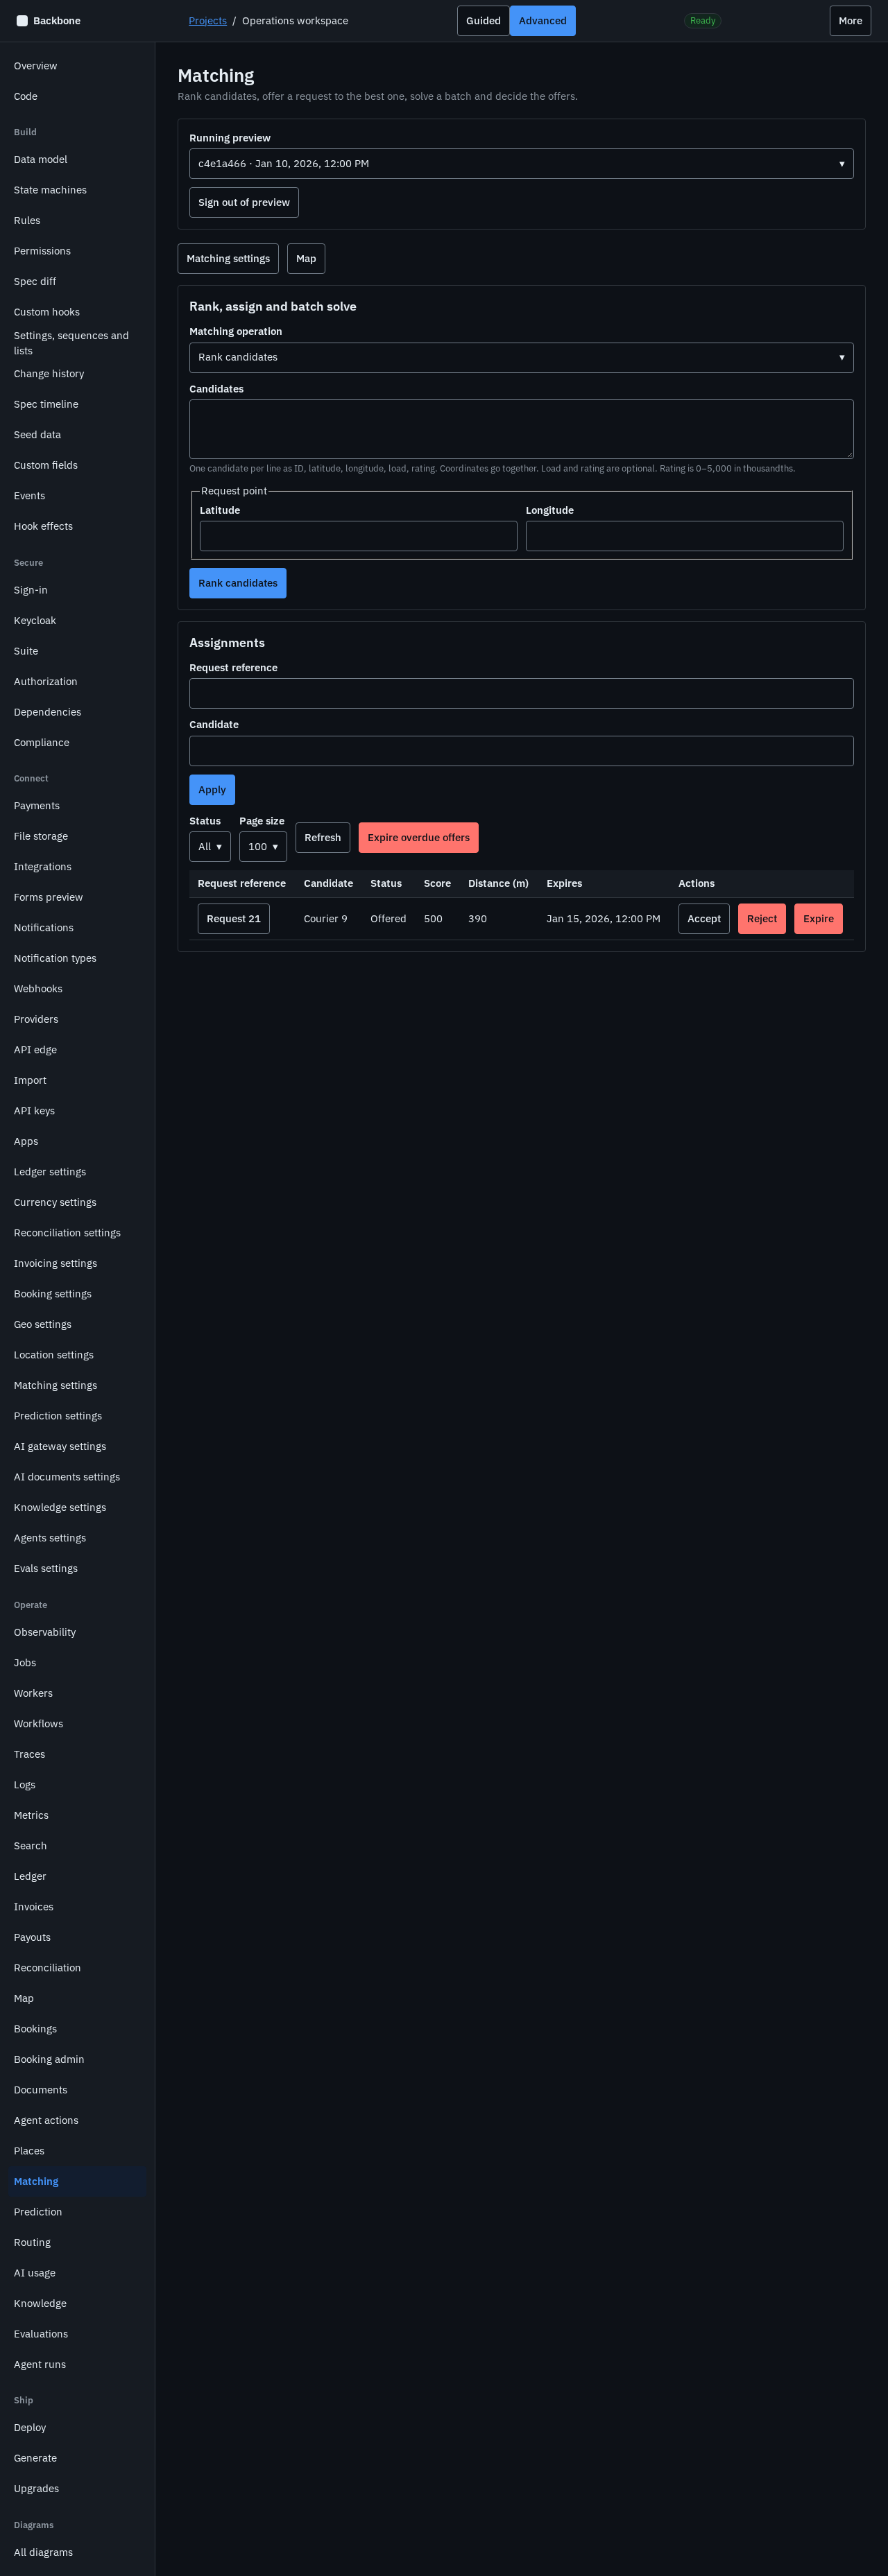 Backbone
Projects / Operations workspace
Guided
Advanced
Ready
More
Overview
Code
Build
Data model
State machines
Rules
Permissions
Spec diff
Custom hooks
Settings, sequences and
lists
Change history
Spec timeline
Seed data
Custom fields
Events
Hook effects
Secure
Sign-in
Keycloak
Suite
Authorization
Dependencies
Compliance
Connect
Payments
File storage
Integrations
Forms preview
Notifications
Notification types
Webhooks
Providers
API edge
Import
API keys
Apps
Ledger settings
Currency settings
Reconciliation settings
Invoicing settings
Booking settings
Geo settings
Location settings
Matching settings
Prediction settings
AI gateway settings
AI documents settings
Knowledge settings
Agents settings
Evals settings
Operate
Observability
Jobs
Workers
Workflows
Traces
Logs
Metrics
Search
Ledger
Invoices
Payouts
Reconciliation
Map
Bookings
Booking admin
Documents
Agent actions
Places
Matching
Prediction
Routing
AI usage
Knowledge
Evaluations
Agent runs
Ship
Deploy
Generate
Upgrades
Diagrams
All diagrams
Matching
Rank candidates, offer a request to the best one, solve a batch and decide the offers.
Running preview
c4e1a466 · Jan 10, 2026, 12:00 PM
Sign out of preview
Matching settings
Map
Rank, assign and batch solve
Matching operation
Rank candidates
Candidates
One candidate per line as ID, latitude, longitude, load, rating. Coordinates go together. Load and rating are optional. Rating is 0–5,000 in thousandths.
Request point
Latitude
Longitude
Rank candidates
Assignments
Request reference
Candidate
Apply
Status
Page size
All
100
Refresh
Expire overdue offers
Request reference Candidate Status Score Distance (m) Expires Actions
Request 21 Courier 9 Offered 500 390 Jan 15, 2026, 12:00 PM Accept Reject Expire